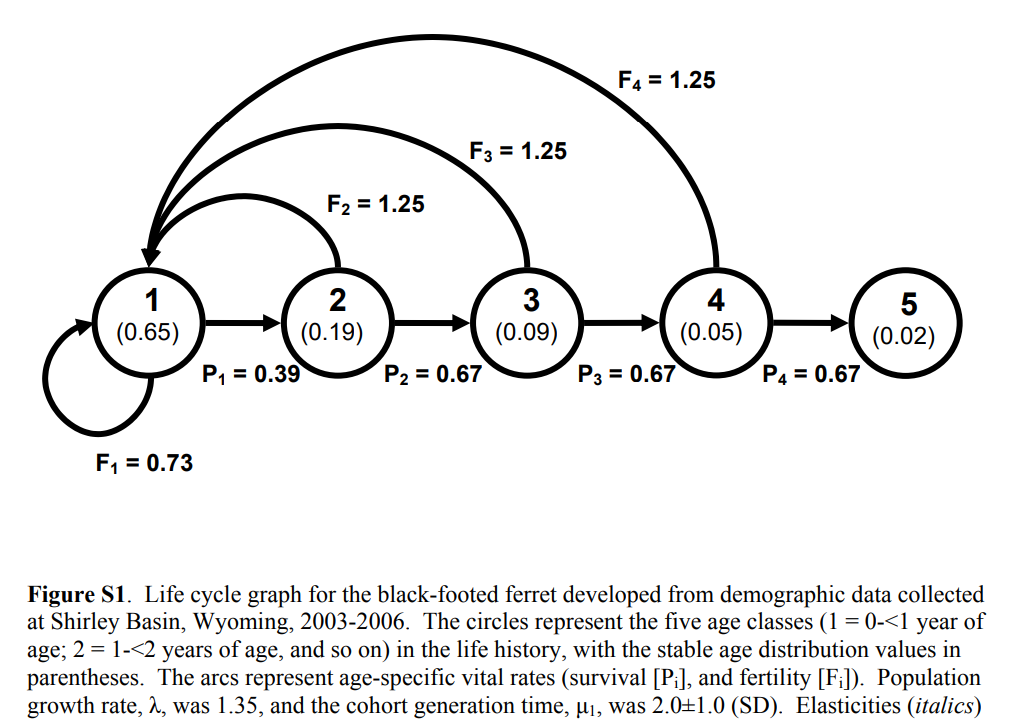 F₄ = 1.25
F₃ = 1.25
F₂ = 1.25
1 2 3 4 5
(0.65) (0.19) (0.09) (0.05) (0.02)
P₁ = 0.39 P₂ = 0.67 P₃ = 0.67 P₄ = 0.67
F₁ = 0.73
Figure S1. Life cycle graph for the black-footed ferret developed from demographic data collected
at Shirley Basin, Wyoming, 2003-2006. The circles represent the five age classes (1 = 0-<1 year of
age; 2 = 1-<2 years of age, and so on) in the life history, with the stable age distribution values in
parentheses. The arcs represent age-specific vital rates (survival [Pᵢ], and fertility [Fᵢ]). Population
growth rate, λ, was 1.35, and the cohort generation time, μ₁, was 2.0±1.0 (SD). Elasticities (italics)